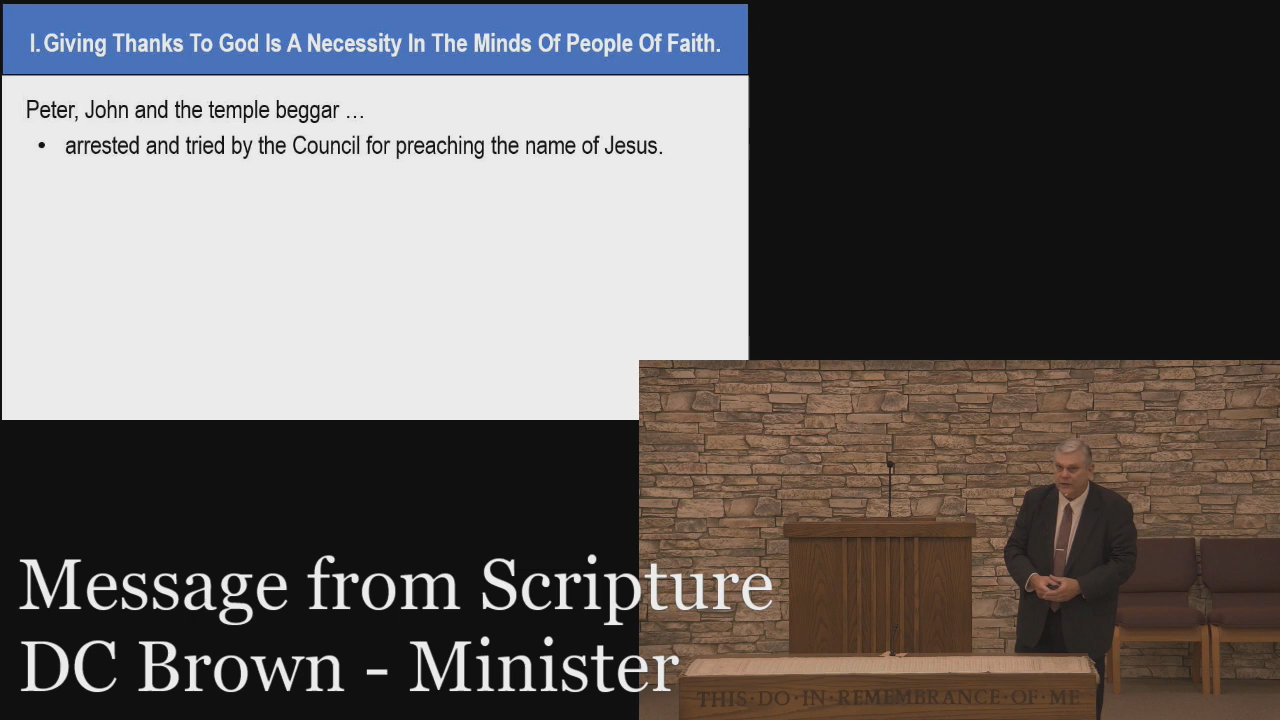 I. Giving Thanks To God Is A Necessity In The Minds Of People Of Faith.
Peter, John and the temple beggar …
• arrested and tried by the Council for preaching the name of Jesus.
Message from Scripture
DC Brown - Minister
THIS·DO·IN·REMEMBRANCE·OF·ME